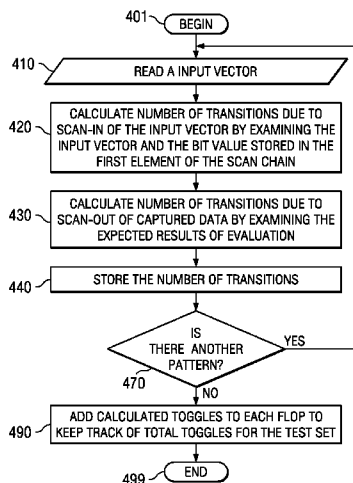 401
BEGIN
410
READ A INPUT VECTOR
420
CALCULATE NUMBER OF TRANSITIONS DUE TO
SCAN-IN OF THE INPUT VECTOR BY EXAMINING THE
INPUT VECTOR AND THE BIT VALUE STORED IN THE
FIRST ELEMENT OF THE SCAN CHAIN
430
CALCULATE NUMBER OF TRANSITIONS DUE TO
SCAN-OUT OF CAPTURED DATA BY EXAMINING THE
EXPECTED RESULTS OF EVALUATION
440
STORE THE NUMBER OF TRANSITIONS
IS
THERE ANOTHER
PATTERN?
YES
470
NO
490
ADD CALCULATED TOGGLES TO EACH FLOP TO
KEEP TRACK OF TOTAL TOGGLES FOR THE TEST SET
499
END